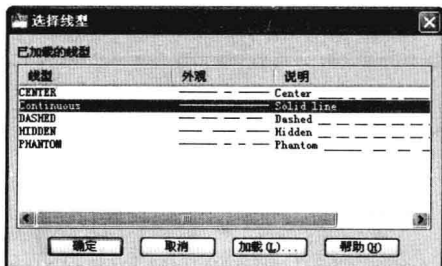 选择线型
已加载的线型
线型 外观 说明
CENTER Center
Continuous Solid line
DASHED Dashed
HIDDEN Hidden
PHANTOM Phantom
确定 取消 加载(L)... 帮助(H)